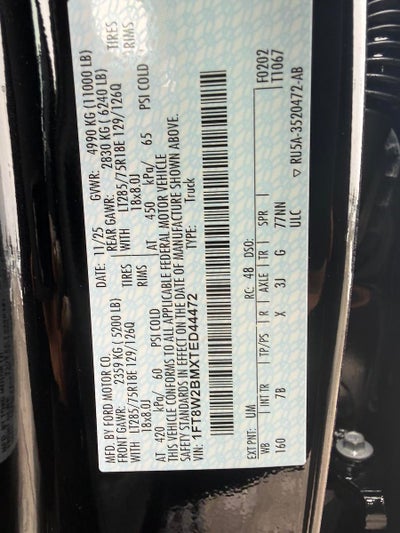 MFD. BY FORD MOTOR CO.
11/25 GVWR: 4990 KG (11000 LB)
FRONT GAWR: 2359 KG (5200 LB) REAR GAWR: 2830 KG (6240 LB)
WITH LT285/75R18E 129/126Q TIRES WITH LT285/75R18E 129/126Q TIRES
18x8.0J RIMS 18x8.0J RIMS
AT 420 kPa/ 60 PSI COLD AT 450 kPa/ 65 PSI COLD
THIS VEHICLE CONFORMS TO ALL APPLICABLE FEDERAL MOTOR VEHICLE
SAFETY STANDARDS IN EFFECT ON THE DATE OF MANUFACTURE SHOWN ABOVE.
VIN: 1FT8W2BMXTED44472 TYPE: Truck
F0202
T1067
EXT PNT: UM RC: 48 DSO:
WB INT TR TP/PS R AXLE TR SPR
160 7B X 3J G 77NN
ULC
▽ RU5A-3520472-AB